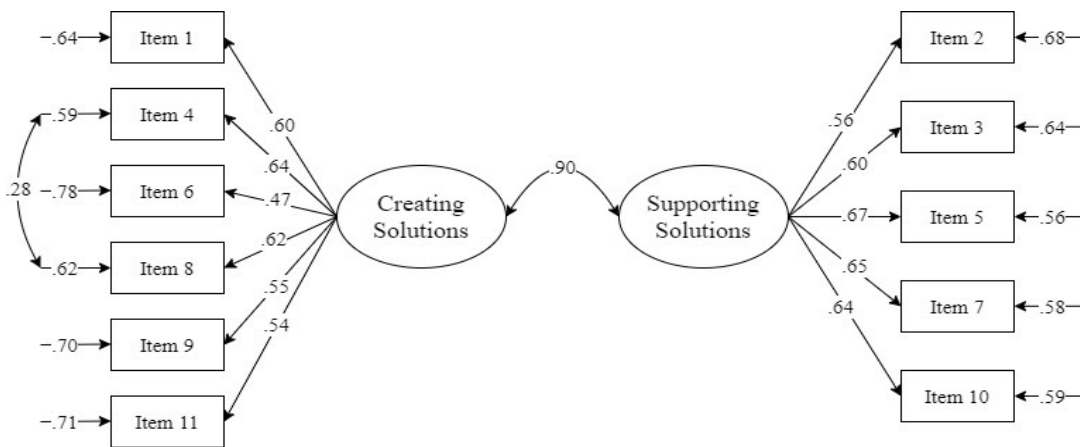 .64
Item 1
.60
.59
Item 4
.64
.28
.78
Item 6
.47
.62
Item 8
.62
.70
Item 9
.55
.71
Item 11
.54
Creating
Solutions
.90
Supporting
Solutions
.56
Item 2
.68
.60
Item 3
.64
.67
Item 5
.56
.65
Item 7
.58
.64
Item 10
.59